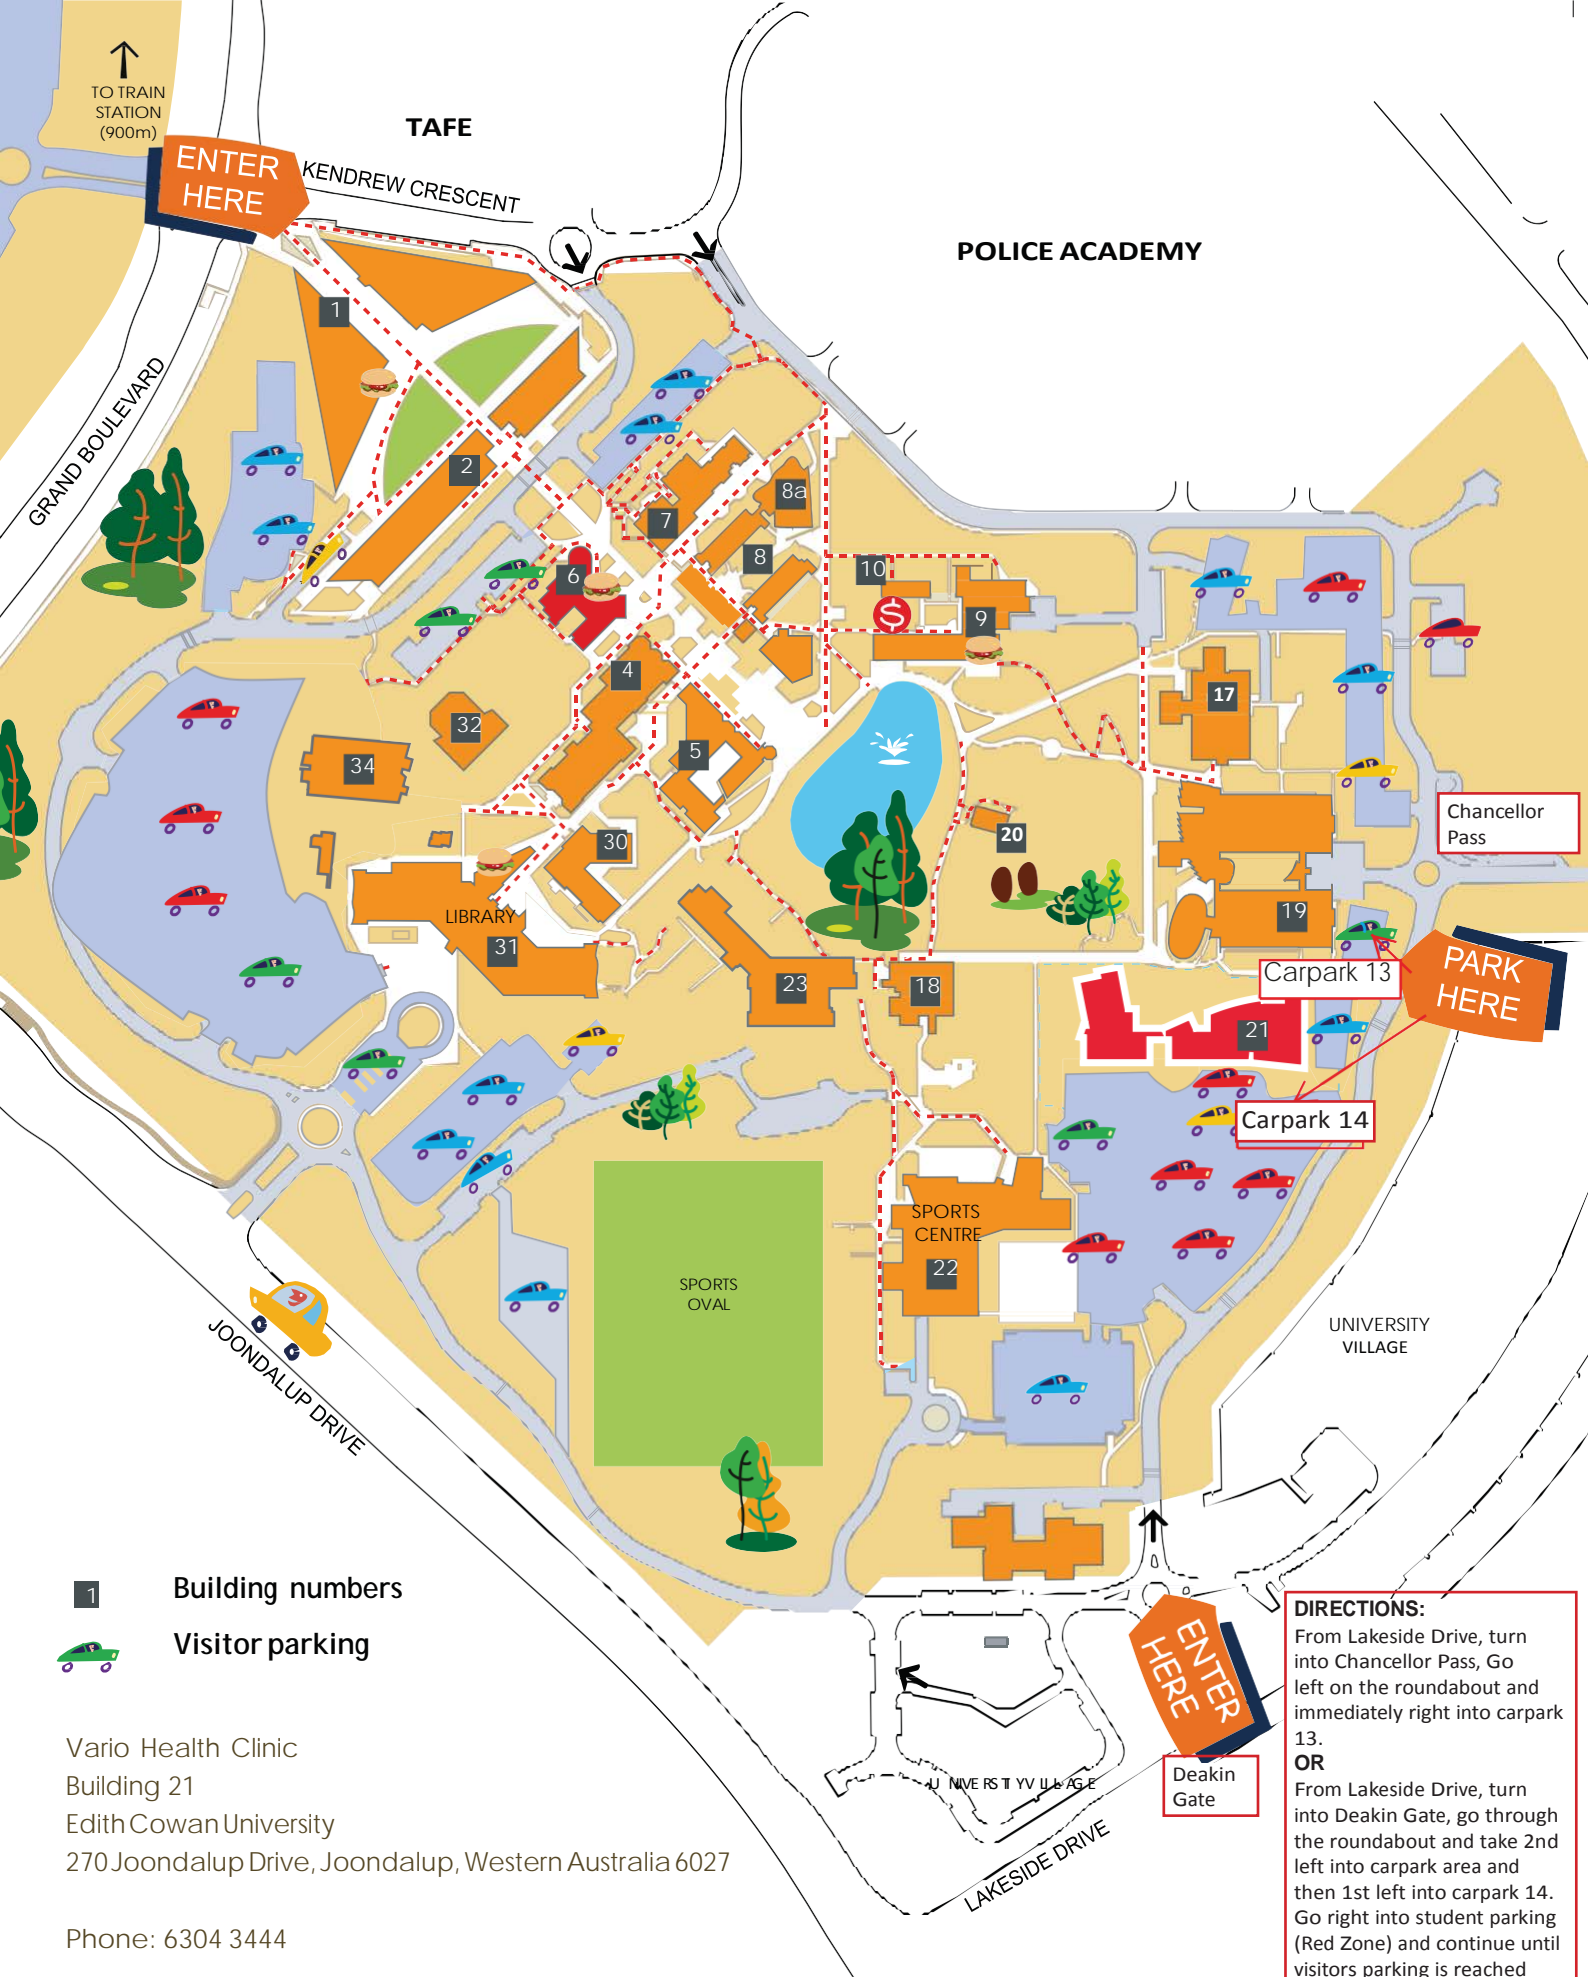 TO TRAIN
STATION
(900m)
ENTER
HERE
TAFE
KENDREW CRESCENT
POLICE ACADEMY
GRAND BOULEVARD
1
2
7
8a
8
6
10
9
4
5
32
34
17
20
30
LIBRARY
31
23
18
19
21
Chancellor
Pass
PARK
HERE
Carpark 13
Carpark 14
SPORTS
CENTRE
22
SPORTS
OVAL
JOONDALUP DRIVE
UNIVERSITY
VILLAGE
1
Building numbers
Visitor parking
ENTER
HERE
Deakin
Gate
UNIVERSTIYVILLAGE
LAKESIDE DRIVE
Vario Health Clinic
Building 21
Edith Cowan University
270 Joondalup Drive, Joondalup, Western Australia 6027
Phone: 6304 3444
DIRECTIONS:
From Lakeside Drive, turn
into Chancellor Pass, Go
left on the roundabout and
immediately right into carpark
13.
OR
From Lakeside Drive, turn
into Deakin Gate, go through
the roundabout and take 2nd
left into carpark area and
then 1st left into carpark 14.
Go right into student parking
(Red Zone) and continue until
visitors parking is reached